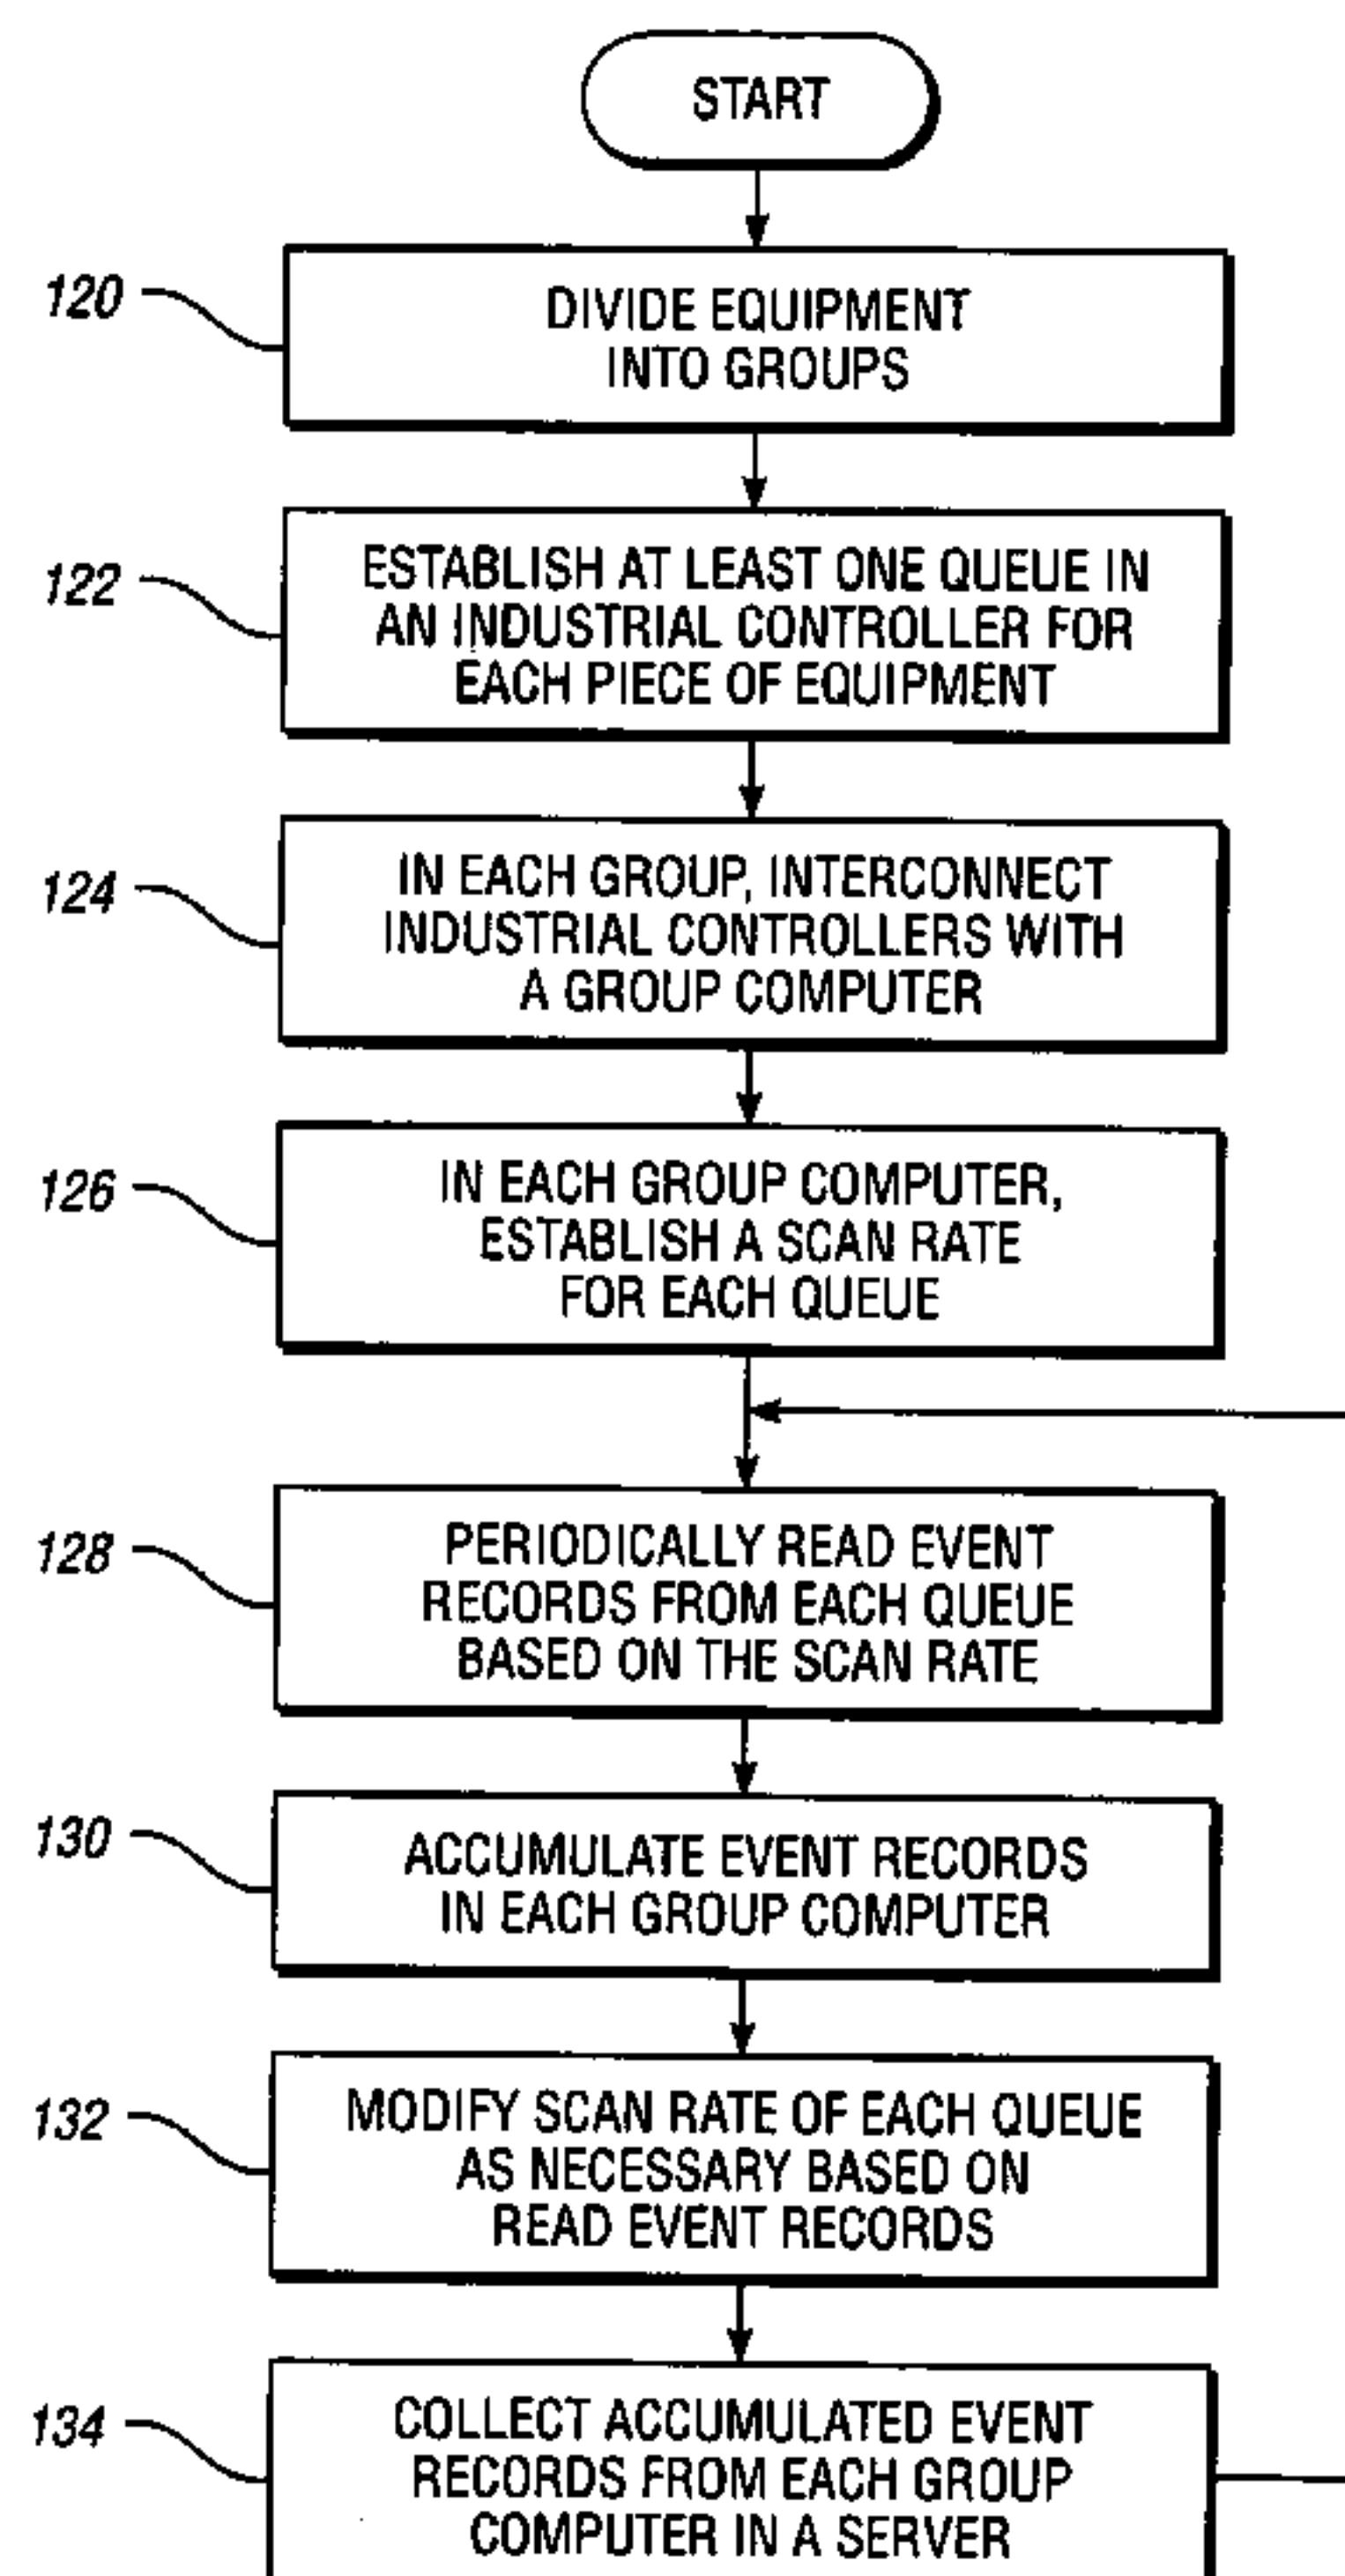 START
120
DIVIDE EQUIPMENT
INTO GROUPS
122
ESTABLISH AT LEAST ONE QUEUE IN
AN INDUSTRIAL CONTROLLER FOR
EACH PIECE OF EQUIPMENT
124
IN EACH GROUP, INTERCONNECT
INDUSTRIAL CONTROLLERS WITH
A GROUP COMPUTER
126
IN EACH GROUP COMPUTER,
ESTABLISH A SCAN RATE
FOR EACH QUEUE
128
PERIODICALLY READ EVENT
RECORDS FROM EACH QUEUE
BASED ON THE SCAN RATE
130
ACCUMULATE EVENT RECORDS
IN EACH GROUP COMPUTER
132
MODIFY SCAN RATE OF EACH QUEUE
AS NECESSARY BASED ON
READ EVENT RECORDS
134
COLLECT ACCUMULATED EVENT
RECORDS FROM EACH GROUP
COMPUTER IN A SERVER